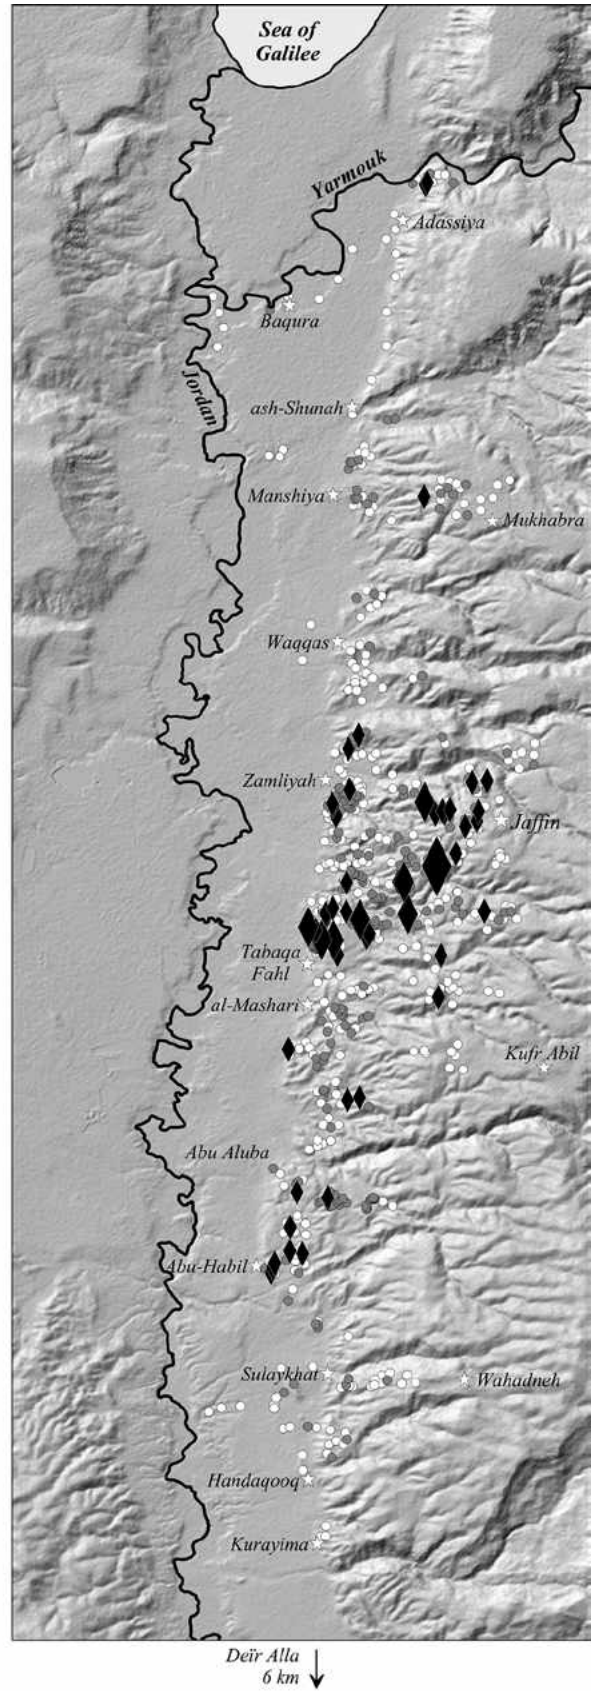 Sea of
Galilee
Yarmouk
Adassiya
Baqura
Jordan
ash-Shunah
Manshiya
Mukhabra
Waqqas
Zamliyah
Jaffin
Tabaqa
Fahl
al-Mashari
Kufr Abil
Abu Aluba
Abu-Habil
Sulaykhat
Wahadneh
Handaqooq
Kurayima
Deïr Alla
6 km